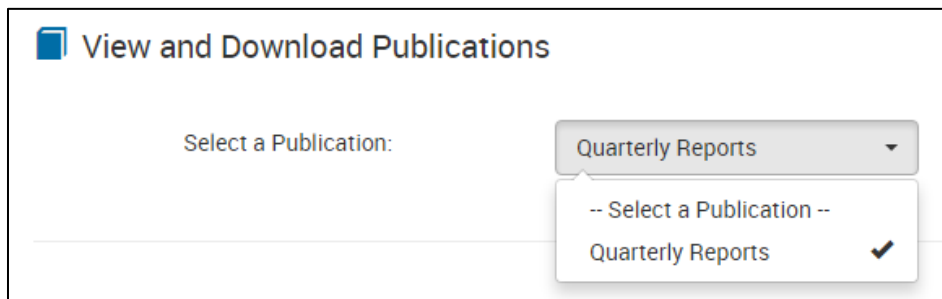 View and Download Publications
Select a Publication:
Quarterly Reports
-- Select a Publication --
Quarterly Reports